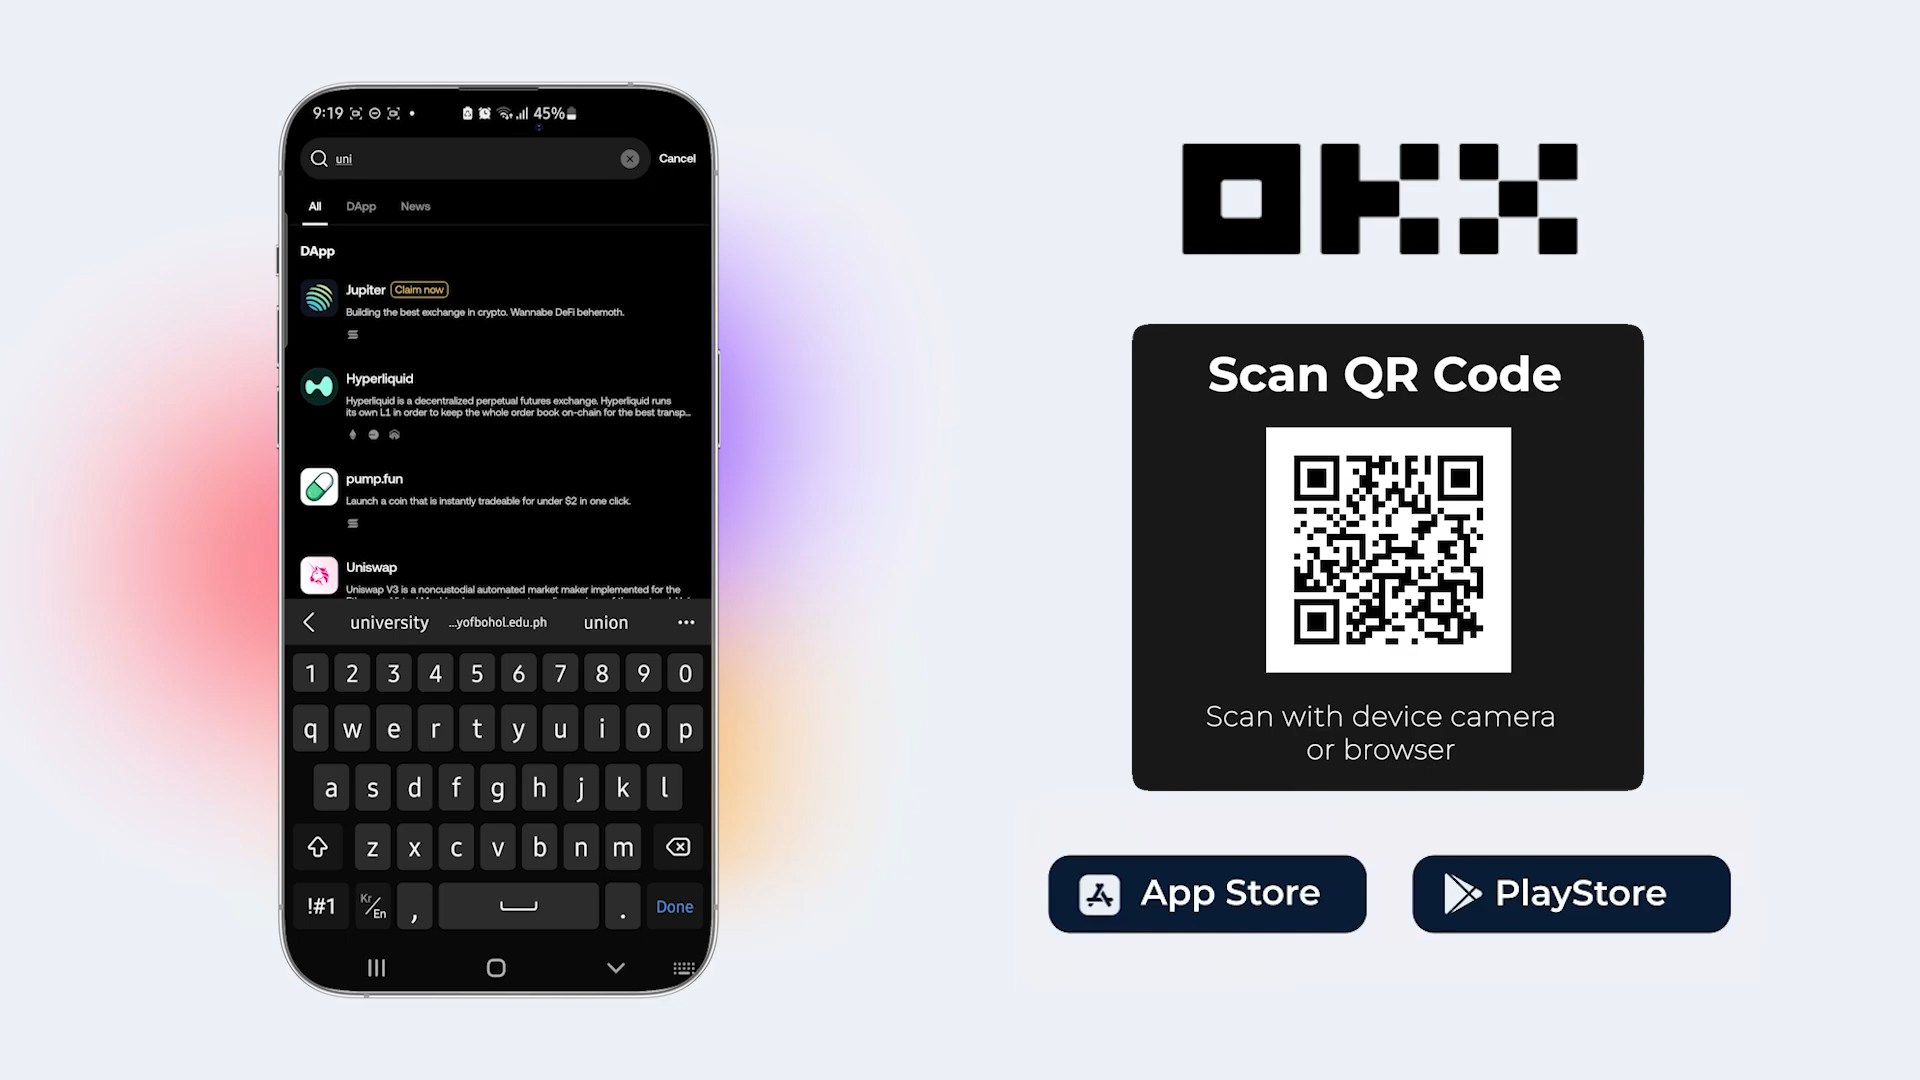 9:19
45%
uni
Cancel
All
DApp
News
DApp
Jupiter
Claim now
Building the best exchange in crypto. Wannabe DeFi behemoth.
Hyperliquid
Hyperliquid is a decentralized perpetual futures exchange. Hyperliquid runs
its own L1 in order to keep the whole order book on-chain for the best transp...
pump.fun
Launch a coin that is instantly tradeable for under $2 in one click.
Uniswap
Uniswap V3 is a noncustodial automated market maker implemented for the
university
...yofbohol.edu.ph
union
1 2 3 4 5 6 7 8 9 0
q w e r t y u i o p
a s d f g h j k l
z x c v b n m
!#1
Kr/En
,
.
Done
OKX
Scan QR Code
Scan with device camera
or browser
App Store
PlayStore